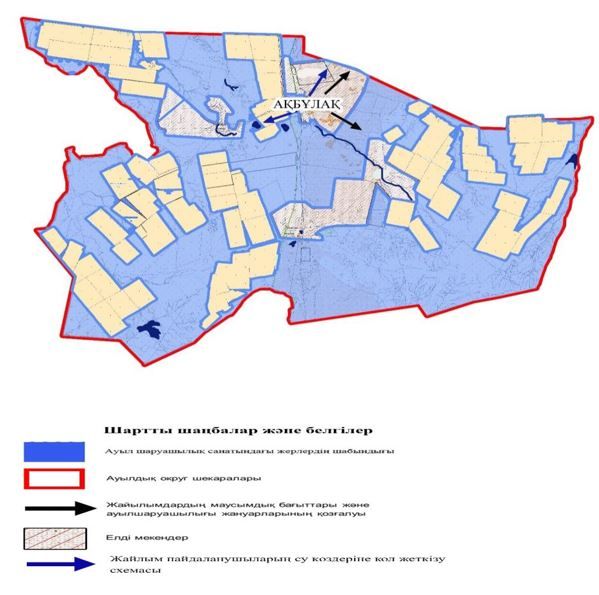 АҚБҰЛАҚ
Шартты шаңбалар және белгілер
Ауыл шаруашылық санатындағы жерлердің шабындығы
Ауылдық округ шекаралары
Жайылымдардың маусымдық бағыттары және
ауылшаруашылығы жануарларының қозғалуы
Елді мекендер
Жайлым пайдаланушыларың су көздеріне қол жеткізу
схемасы